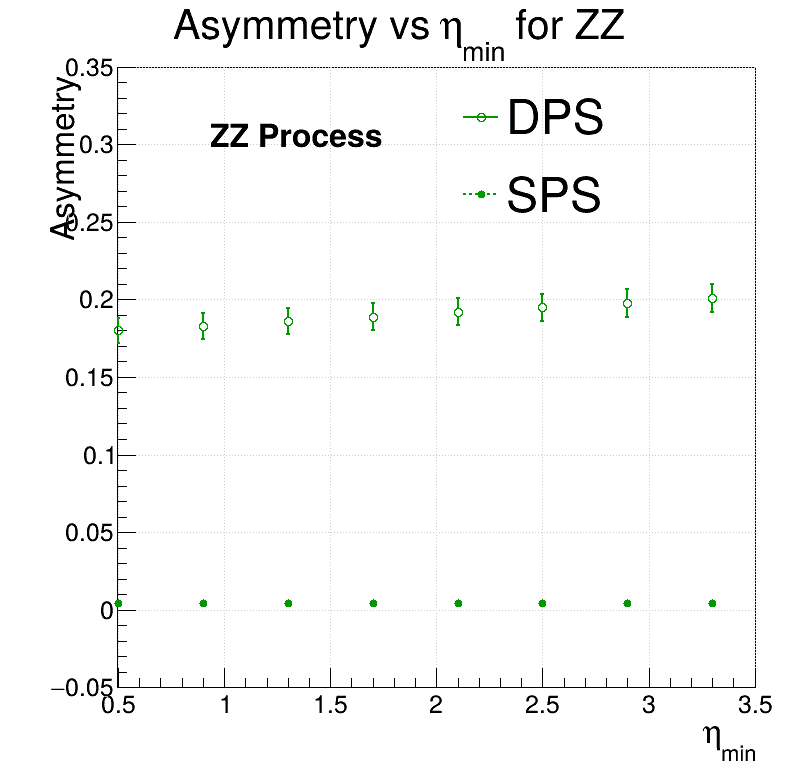 Asymmetry vs ηmin for ZZ
Asymmetry
ZZ Process
DPS
SPS
0.35
0.3
0.25
0.2
0.15
0.1
0.05
0
−0.05
0.5 1 1.5 2 2.5 3 3.5
ηmin